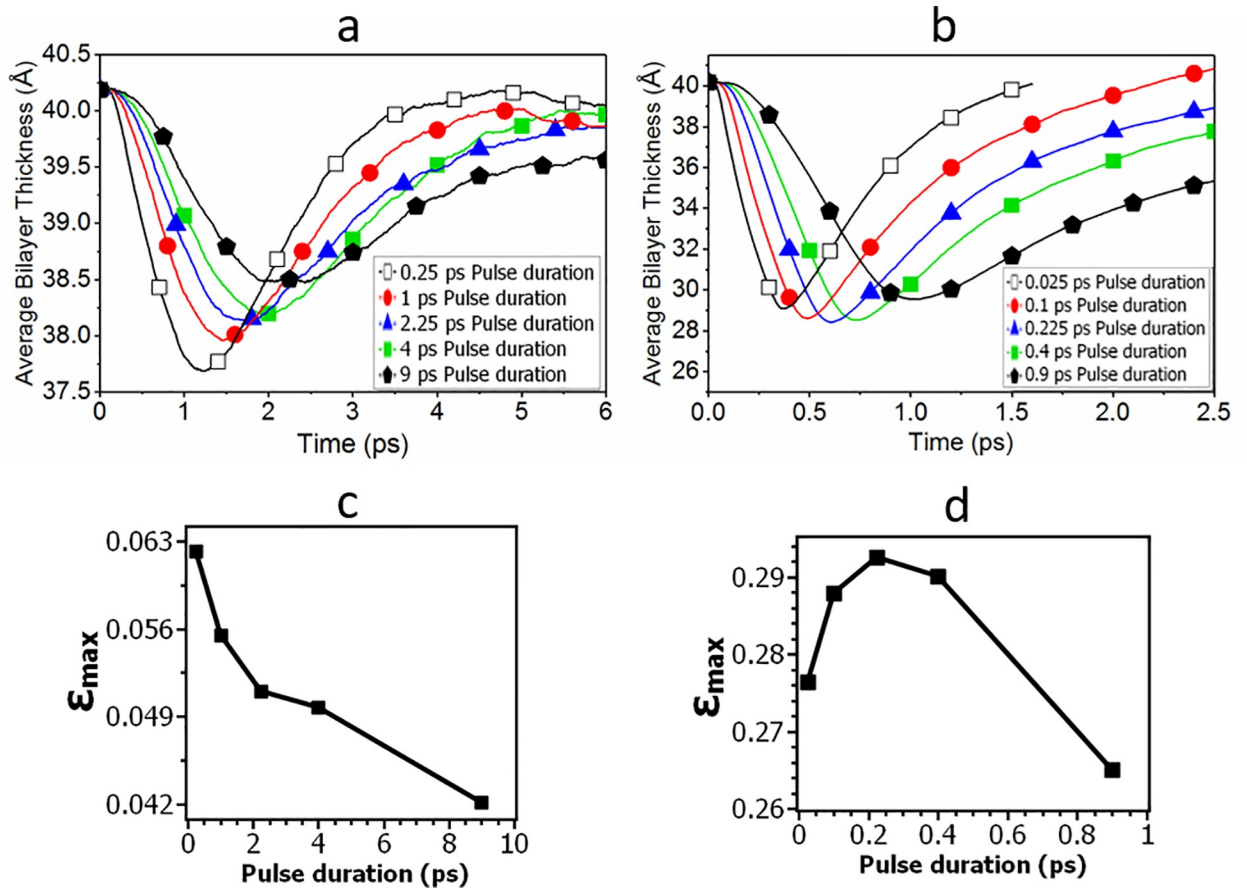 a
40.5
40.0
39.5
39.0
38.5
38.0
37.5
Average Bilayer Thickness (Å)
0.25 ps Pulse duration
1 ps Pulse duration
2.25 ps Pulse duration
4 ps Pulse duration
9 ps Pulse duration
0 1 2 3 4 5 6
Time (ps)
b
40
38
36
34
32
30
28
26
Average Bilayer Thickness (Å)
0.025 ps Pulse duration
0.1 ps Pulse duration
0.225 ps Pulse duration
0.4 ps Pulse duration
0.9 ps Pulse duration
0.0 0.5 1.0 1.5 2.0 2.5
Time (ps)
c
0.063
0.056
0.049
0.042
εmax
0 2 4 6 8 10
Pulse duration (ps)
d
0.29
0.28
0.27
0.26
εmax
0 0.2 0.4 0.6 0.8 1
Pulse duration (ps)